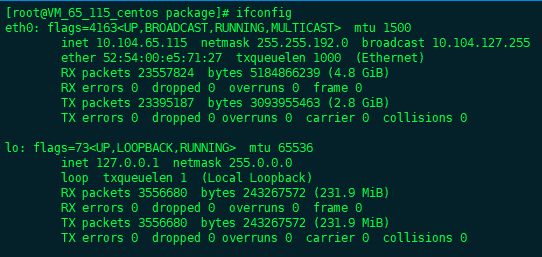 [root@VM_65_115_centos package]# ifconfig
eth0: flags=4163<UP,BROADCAST,RUNNING,MULTICAST>  mtu 1500
        inet 10.104.65.115  netmask 255.255.192.0  broadcast 10.104.127.255
        ether 52:54:00:e5:71:27  txqueuelen 1000  (Ethernet)
        RX packets 23557824  bytes 5184866239 (4.8 GiB)
        RX errors 0  dropped 0  overruns 0  frame 0
        TX packets 23395187  bytes 3093955463 (2.8 GiB)
        TX errors 0  dropped 0 overruns 0  carrier 0  collisions 0

lo: flags=73<UP,LOOPBACK,RUNNING>  mtu 65536
        inet 127.0.0.1  netmask 255.0.0.0
        loop  txqueuelen 1  (Local Loopback)
        RX packets 3556680  bytes 243267572 (231.9 MiB)
        RX errors 0  dropped 0  overruns 0  frame 0
        TX packets 3556680  bytes 243267572 (231.9 MiB)
        TX errors 0  dropped 0 overruns 0  carrier 0  collisions 0